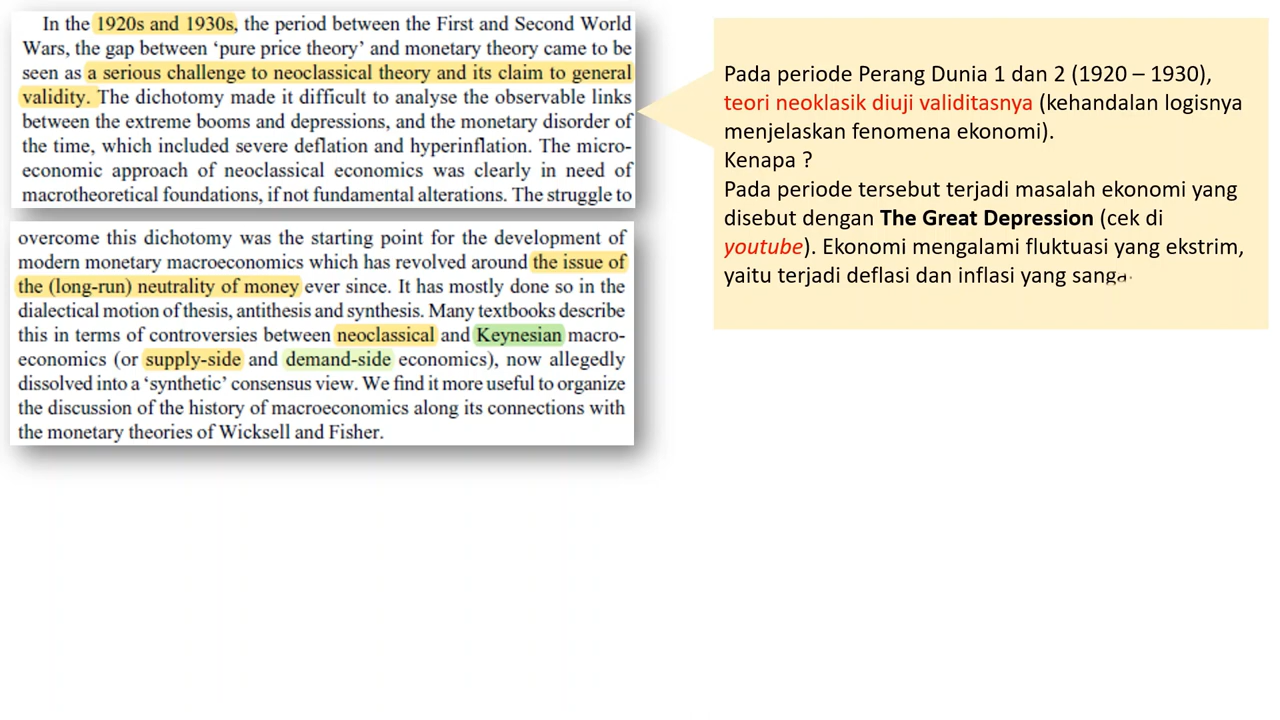 In the 1920s and 1930s, the period between the First and Second World
Wars, the gap between ‘pure price theory’ and monetary theory came to be
seen as a serious challenge to neoclassical theory and its claim to general
validity. The dichotomy made it difficult to analyse the observable links
between the extreme booms and depressions, and the monetary disorder of
the time, which included severe deflation and hyperinflation. The micro-
economic approach of neoclassical economics was clearly in need of
macrotheoretical foundations, if not fundamental alterations. The struggle to
overcome this dichotomy was the starting point for the development of
modern monetary macroeconomics which has revolved around the issue of
the (long-run) neutrality of money ever since. It has mostly done so in the
dialectical motion of thesis, antithesis and synthesis. Many textbooks describe
this in terms of controversies between neoclassical and Keynesian macro-
economics (or supply-side and demand-side economics), now allegedly
dissolved into a ‘synthetic’ consensus view. We find it more useful to organize
the discussion of the history of macroeconomics along its connections with
the monetary theories of Wicksell and Fisher.
Pada periode Perang Dunia 1 dan 2 (1920 – 1930),
teori neoklasik diuji validitasnya (kehandalan logisnya
menjelaskan fenomena ekonomi).
Kenapa ?
Pada periode tersebut terjadi masalah ekonomi yang
disebut dengan The Great Depression (cek di
youtube). Ekonomi mengalami fluktuasi yang ekstrim,
yaitu terjadi deflasi dan inflasi yang